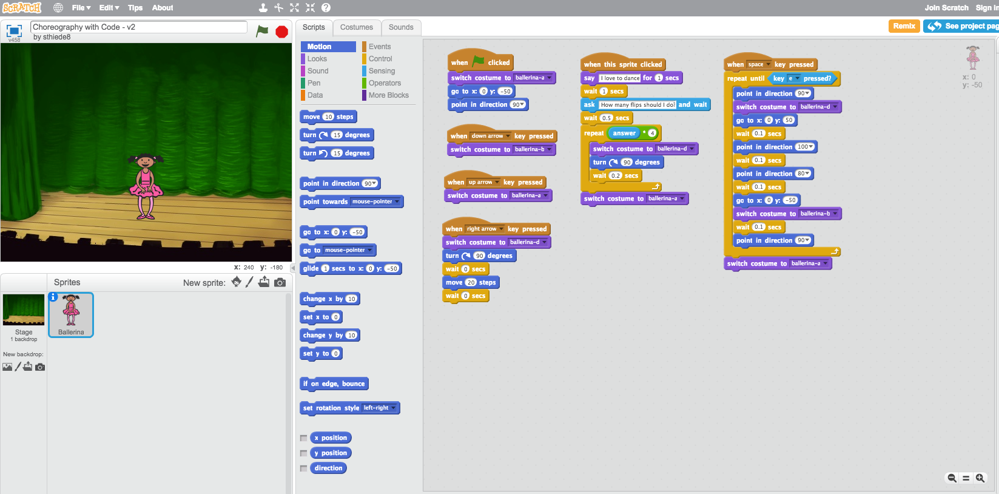 SCRATCH
File
Edit
Tips
About
Join Scratch
Sign in
v458
Choreography with Code - v2
by sthiede8
Scripts
Costumes
Sounds
Remix
See project pag
Motion
Looks
Sound
Pen
Data
Events
Control
Sensing
Operators
More Blocks
move 10 steps
turn 15 degrees
turn 15 degrees
point in direction 90
point towards mouse-pointer
go to x: 0 y: -50
go to mouse-pointer
glide 1 secs to x: 0 y: -50
change x by 10
set x to 0
change y by 10
set y to 0
if on edge, bounce
set rotation style left-right
x position
y position
direction
when clicked
switch costume to ballerina-a
go to x: 0 y: -50
point in direction 90
when down arrow key pressed
switch costume to ballerina-b
when up arrow key pressed
switch costume to ballerina-a
when right arrow key pressed
switch costume to ballerina-d
turn 90 degrees
wait 0 secs
move 20 steps
wait 0 secs
when this sprite clicked
say I love to dance for 1 secs
wait 1 secs
ask How many flips should I do? and wait
wait 0.5 secs
repeat answer * 4
switch costume to ballerina-d
turn 90 degrees
wait 0.2 secs
switch costume to ballerina-a
when space key pressed
repeat until key e pressed?
point in direction 90
switch costume to ballerina-d
go to x: 0 y: 50
wait 0.1 secs
point in direction 100
wait 0.1 secs
point in direction 80
wait 0.1 secs
go to x: 0 y: -50
switch costume to ballerina-b
wait 0.1 secs
point in direction 90
switch costume to ballerina-a
x: 0
y: -50
x: 240 y: -180
Sprites
New sprite:
Stage
1 backdrop
New backdrop:
Ballerina